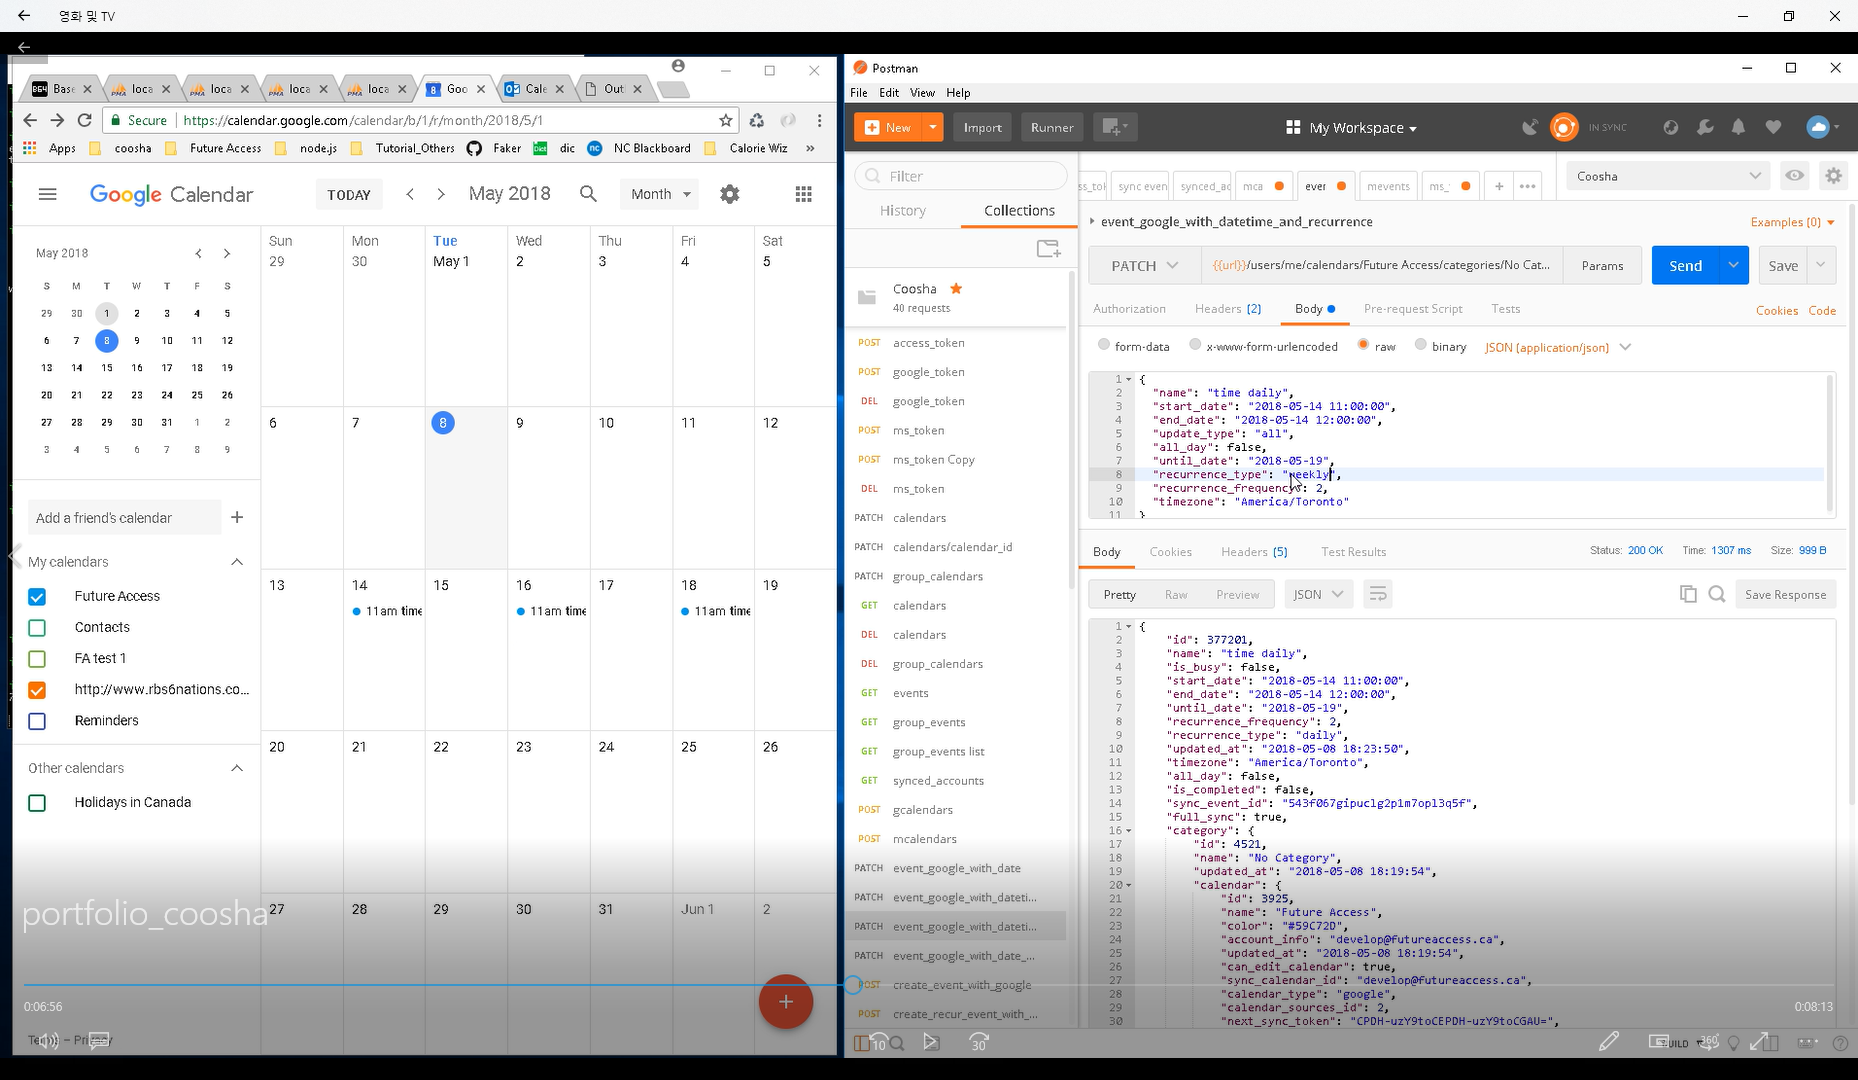 영화 및 TV
Base
loca
loca
loca
loca
Goo
Cale
Out
Secure
https://calendar.google.com/calendar/b/1/r/month/2018/5/1
Apps
coosha
Future Access
node.js
Tutorial_Others
Faker
dic
NC Blackboard
Calorie Wiz
»
Google Calendar
TODAY
May 2018
Month
May 2018
S M T W T F S
29 30 1 2 3 4 5
6 7 8 9 10 11 12
13 14 15 16 17 18 19
20 21 22 23 24 25 26
27 28 29 30 31 1 2
3 4 5 6 7 8 9
Add a friend's calendar
My calendars
Future Access
Contacts
FA test 1
http://www.rbs6nations.co...
Reminders
Other calendars
Holidays in Canada
Sun Mon Tue Wed Thu Fri Sat
29 30 May 1 2 3 4 5
6 7 8 9 10 11 12
13 14 15 16 17 18 19
11am time 11am time 11am time
20 21 22 23 24 25 26
27 28 29 30 31 Jun 1 2
portfolio_coosha
0:06:56
Postman
File Edit View Help
New
Import
Runner
My Workspace
IN SYNC
Filter
History
Collections
Coosha
40 requests
POST access_token
POST google_token
DEL google_token
POST ms_token
POST ms_token Copy
DEL ms_token
PATCH calendars
PATCH calendars/calendar_id
PATCH group_calendars
GET calendars
DEL calendars
DEL group_calendars
GET events
GET group_events
GET group_events list
GET synced_accounts
POST gcalendars
POST mcalendars
PATCH event_google_with_date
PATCH event_google_with_dateti...
PATCH event_google_with_dateti...
PATCH event_google_with_date_...
POST create_event_with_google
POST create_recur_event_with_...
ss_tok
sync even
synced_ac
mca
ever
mevents
ms_
Coosha
event_google_with_datetime_and_recurrence
Examples (0)
PATCH
{{url}}/users/me/calendars/Future Access/categories/No Cat...
Params
Send
Save
Authorization
Headers (2)
Body
Pre-request Script
Tests
Cookies
Code
form-data
x-www-form-urlencoded
raw
binary
JSON (application/json)
1 {
2 "name": "time daily",
3 "start_date": "2018-05-14 11:00:00",
4 "end_date": "2018-05-14 12:00:00",
5 "update_type": "all",
6 "all_day": false,
7 "until_date": "2018-05-19",
8 "recurrence_type": "weekly",
9 "recurrence_frequency": 2,
10 "timezone": "America/Toronto"
11 }
Body
Cookies
Headers (5)
Test Results
Status: 200 OK
Time: 1307 ms
Size: 999 B
Pretty
Raw
Preview
JSON
Save Response
1 {
2 "id": 377201,
3 "name": "time daily",
4 "is_busy": false,
5 "start_date": "2018-05-14 11:00:00",
6 "end_date": "2018-05-14 12:00:00",
7 "until_date": "2018-05-19",
8 "recurrence_frequency": 2,
9 "recurrence_type": "daily",
10 "updated_at": "2018-05-08 18:23:50",
11 "timezone": "America/Toronto",
12 "all_day": false,
13 "is_completed": false,
14 "sync_event_id": "543f067gipuclg2p1m7opl3q5f",
15 "full_sync": true,
16 "category": {
17 "id": 4521,
18 "name": "No Category",
19 "updated_at": "2018-05-08 18:19:54",
20 "calendar": {
21 "id": 3925,
22 "name": "Future Access",
23 "color": "#59C72D",
24 "account_info": "develop@futureaccess.ca",
25 "updated_at": "2018-05-08 18:19:54",
26 "can_edit_calendar": true,
27 "sync_calendar_id": "develop@futureaccess.ca",
28 "calendar_type": "google",
29 "calendar_sources_id": 2,
30 "next_sync_token": "CPDH-uzY9toCEPDH-uzY9toCGAU=",
0:08:13
10
30
360